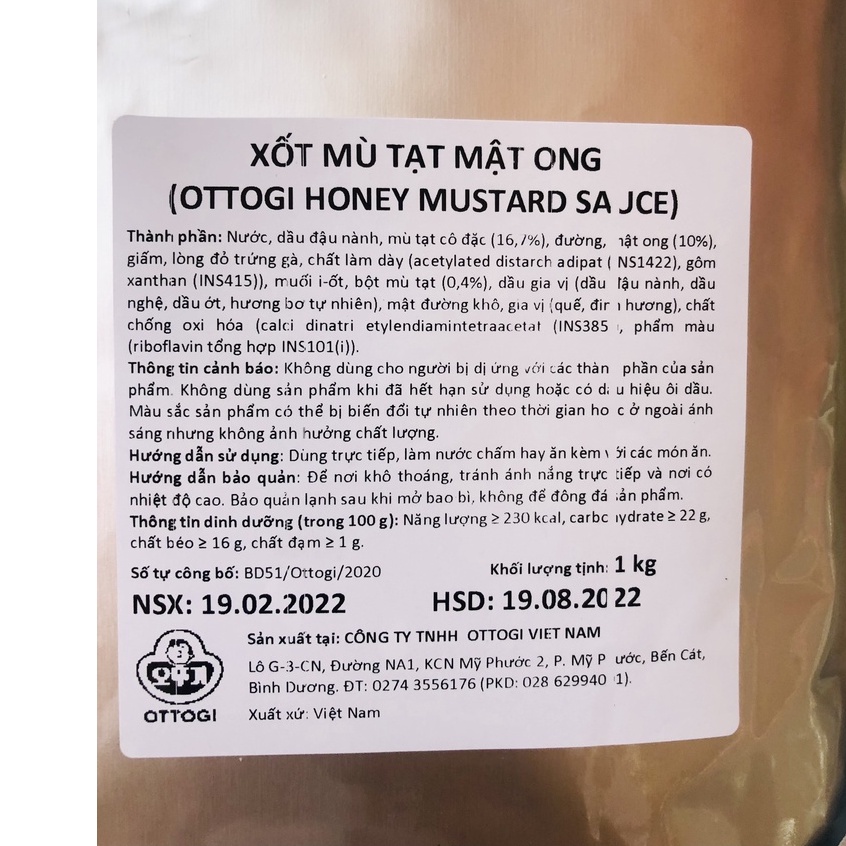 XỐT MÙ TẠT MẬT ONG
(OTTOGI HONEY MUSTARD SA JCE)
Thành phần: Nước, dầu đậu nành, mù tạt cô đặc (16,7%), đường, mật ong (10%),
giấm, lòng đỏ trứng gà, chất làm dày (acetylated distarch adipat (INS1422), gôm
xanthan (INS415)), muối i-ốt, bột mù tạt (0,4%), dầu gia vị (dầu đậu nành, dầu
nghệ, dầu ớt, hương bơ tự nhiên), mật đường khô, gia vị (quế, đinh hương), chất
chống oxi hóa (calci dinatri etylendiamintetraacetat (INS385), phẩm màu
(riboflavin tổng hợp INS101(i)).
Thông tin cảnh báo: Không dùng cho người bị dị ứng với các thành phần của sản
phẩm. Không dùng sản phẩm khi đã hết hạn sử dụng hoặc có dấu hiệu ôi dầu.
Màu sắc sản phẩm có thể bị biến đổi tự nhiên theo thời gian hoặc ở ngoài ánh
sáng nhưng không ảnh hưởng chất lượng.
Hướng dẫn sử dụng: Dùng trực tiếp, làm nước chấm hay ăn kèm với các món ăn.
Hướng dẫn bảo quản: Để nơi khô thoáng, tránh ánh nắng trực tiếp và nơi có
nhiệt độ cao. Bảo quản lạnh sau khi mở bao bì, không để đông đá sản phẩm.
Thông tin dinh dưỡng (trong 100 g): Năng lượng ≥ 230 kcal, carbohydrate ≥ 22 g,
chất béo ≥ 16 g, chất đạm ≥ 1 g.
Số tự công bố: BD51/Ottogi/2020 Khối lượng tịnh: 1 kg
NSX: 19.02.2022 HSD: 19.08.2022
Sản xuất tại: CÔNG TY TNHH OTTOGI VIET NAM
Lô G-3-CN, Đường NA1, KCN Mỹ Phước 2, P. Mỹ Phước, Bến Cát,
Bình Dương. ĐT: 0274 3556176 (PKD: 028 629940 1).
오뚜기
OTTOGI
Xuất xứ: Việt Nam